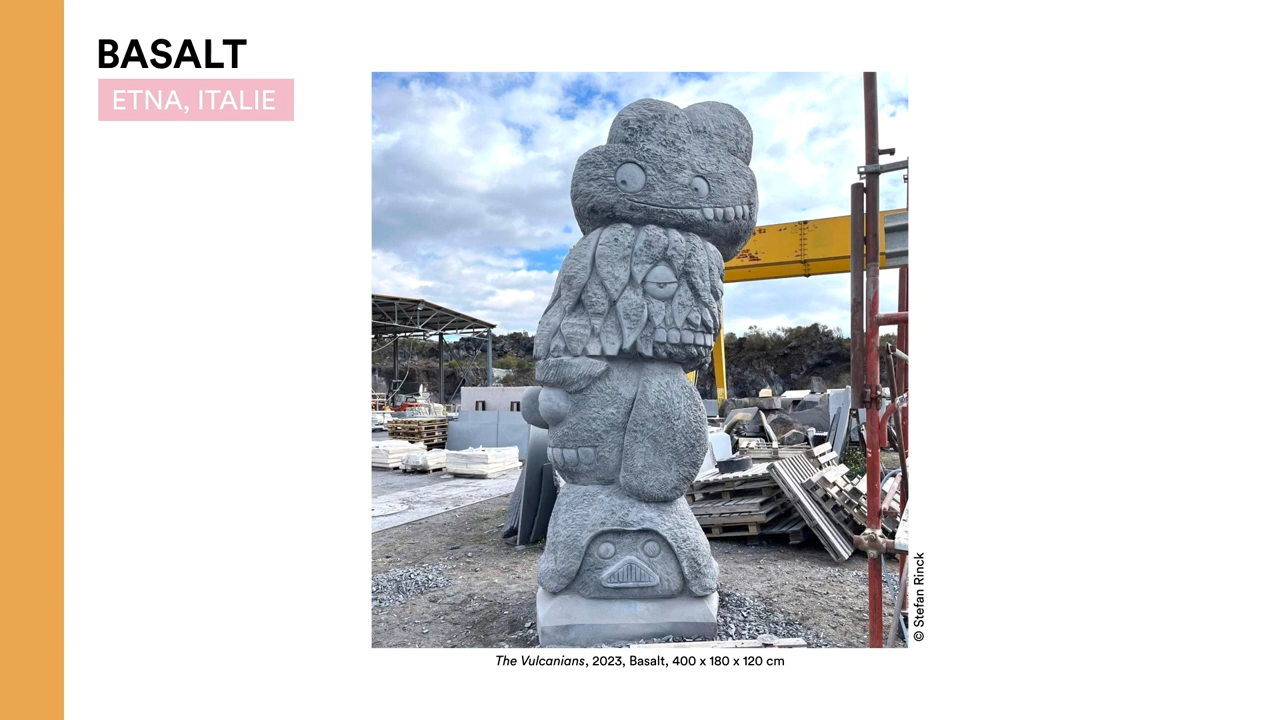 BASALT
ETNA, ITALIE
© Stefan Rinck
The Vulcanians, 2023, Basalt, 400 x 180 x 120 cm